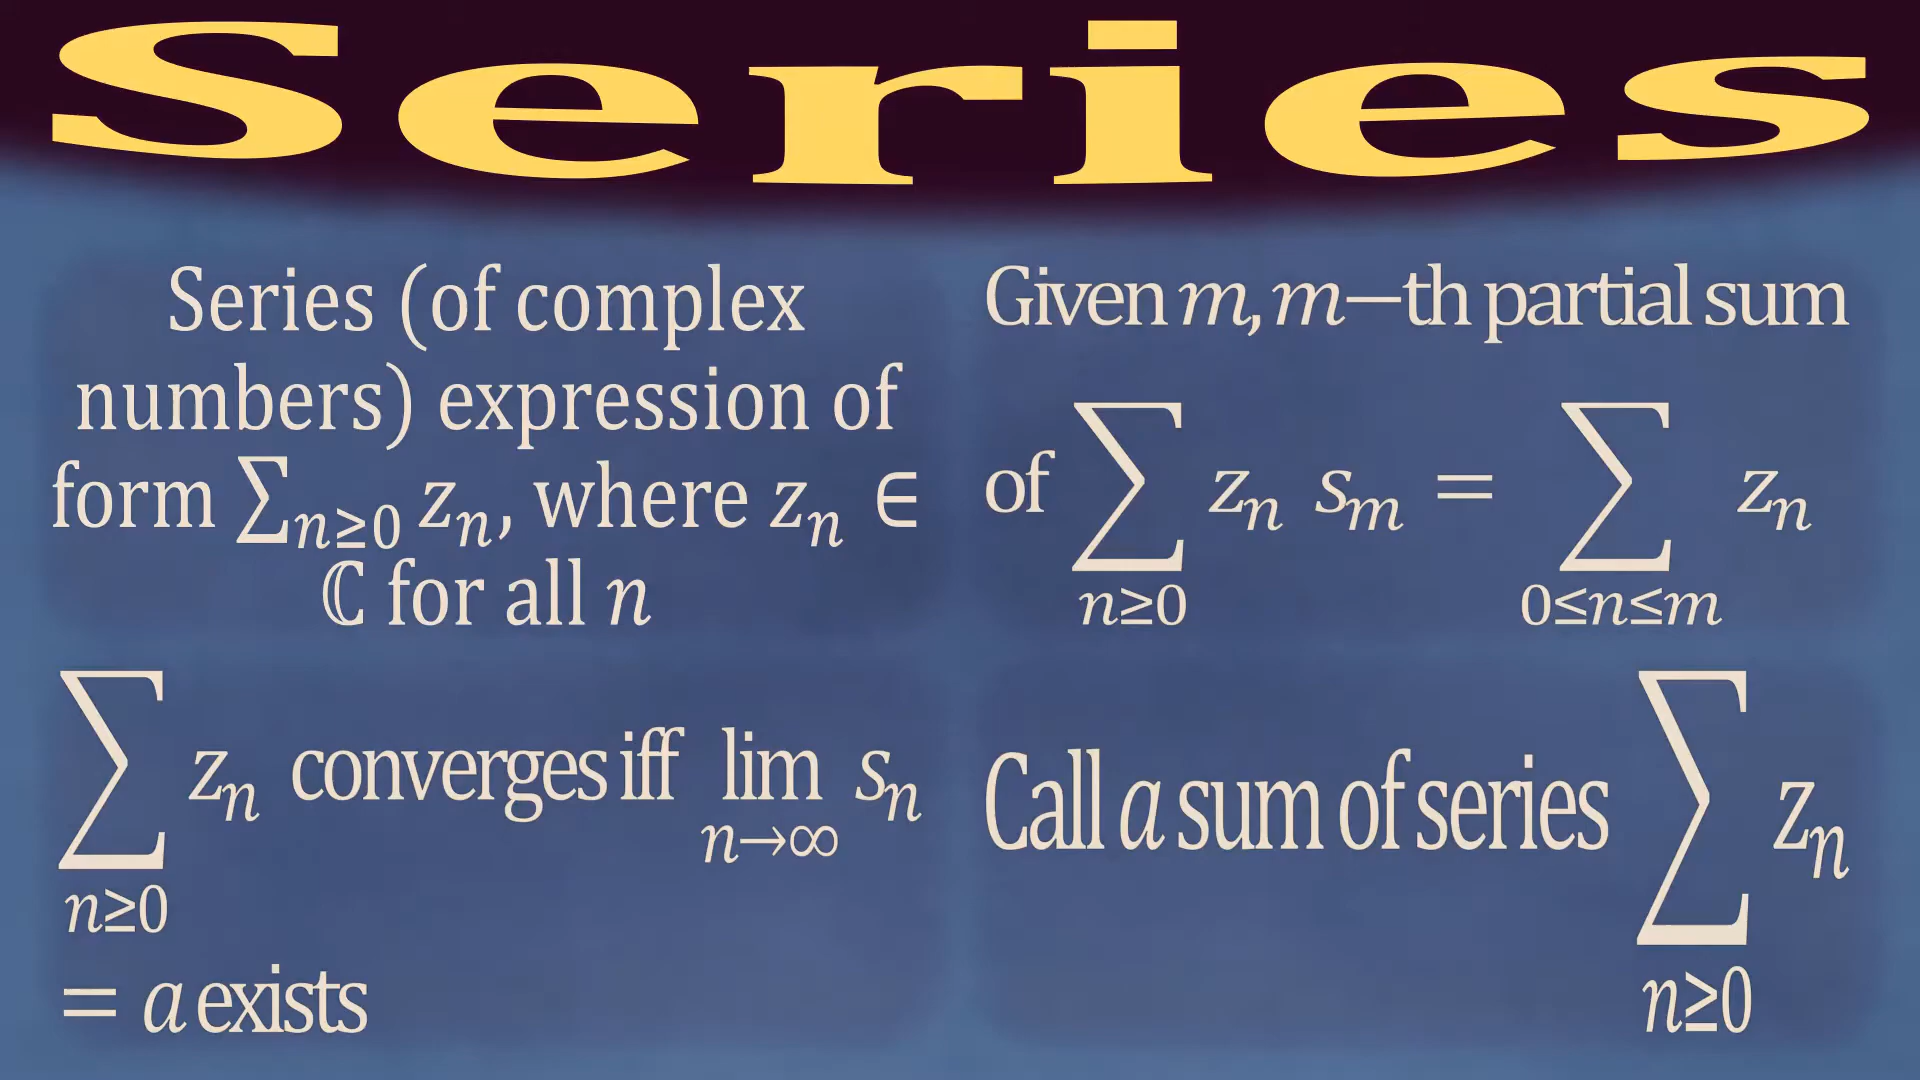 Series
Series (of complex
numbers) expression of
form ∑ₙ≥₀ zₙ, where zₙ ∈
ℂ for all n
Given m, m−th partial sum
of ∑ zₙ sₘ = ∑ zₙ
n≥0 0≤n≤m
∑ zₙ converges iff lim sₙ
n→∞
n≥0
= a exists
Call a sum of series ∑ zₙ
n≥0